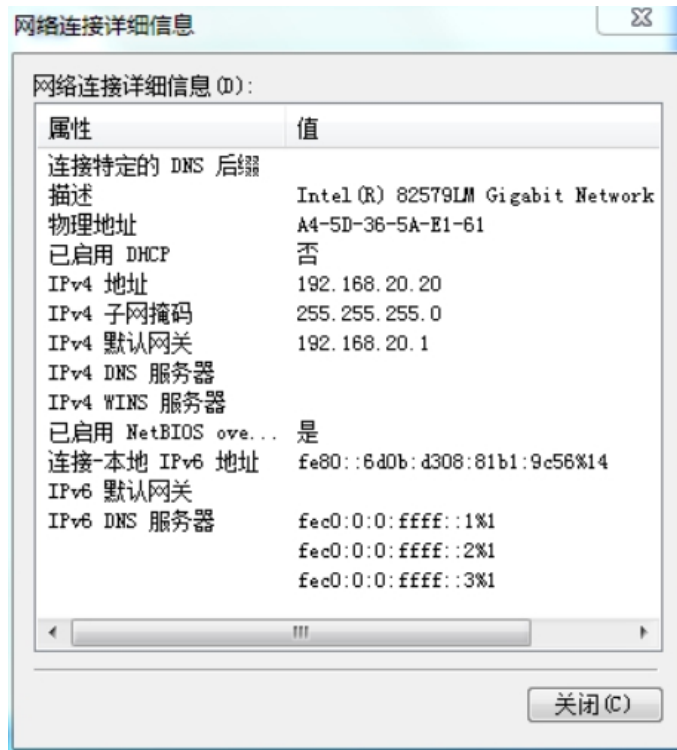 网络连接详细信息
网络连接详细信息(D):
属性 值
连接特定的 DNS 后缀
描述 Intel(R) 82579LM Gigabit Network
物理地址 A4-5D-36-5A-E1-61
已启用 DHCP 否
IPv4 地址 192.168.20.20
IPv4 子网掩码 255.255.255.0
IPv4 默认网关 192.168.20.1
IPv4 DNS 服务器
IPv4 WINS 服务器
已启用 NetBIOS ove... 是
连接-本地 IPv6 地址 fe80::6d0b:d308:81b1:9c56%14
IPv6 默认网关
IPv6 DNS 服务器 fec0:0:0:ffff::1%1
fec0:0:0:ffff::2%1
fec0:0:0:ffff::3%1
关闭(C)